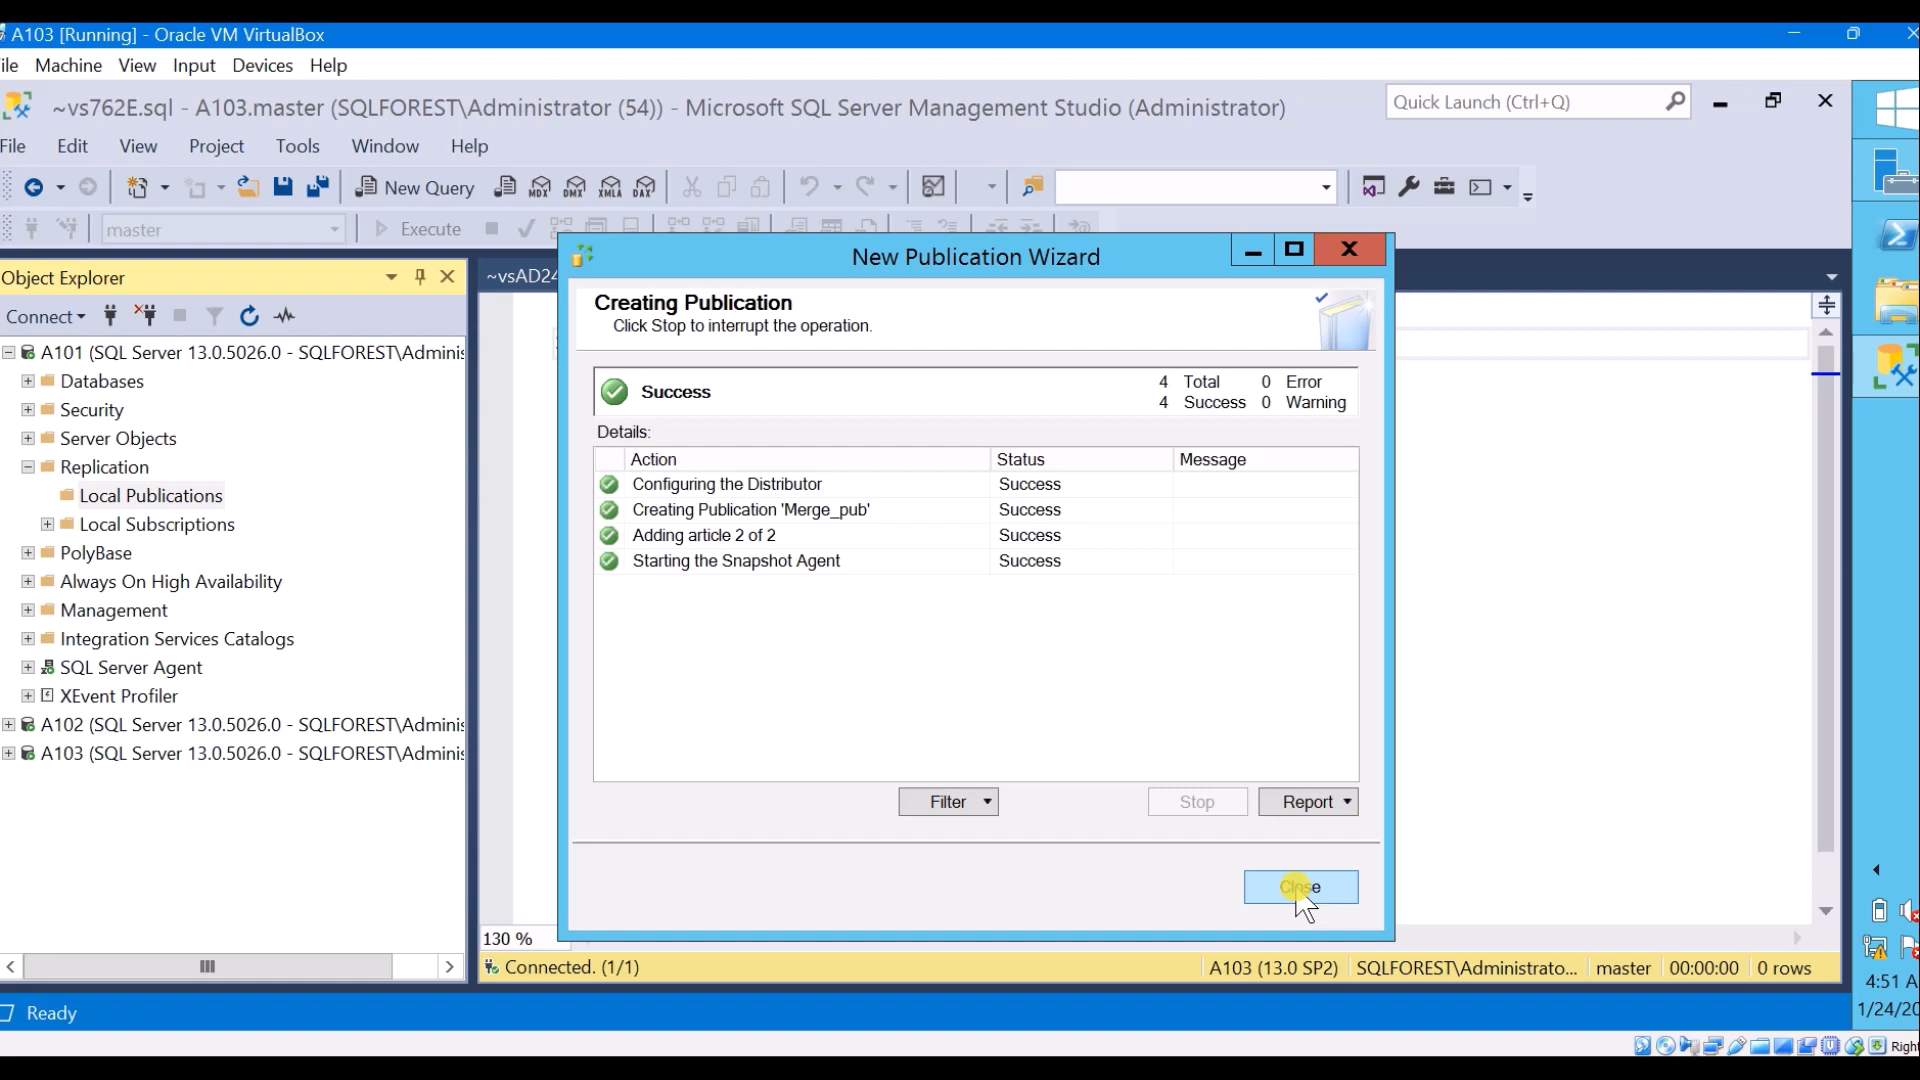 A103 [Running] - Oracle VM VirtualBox
ile Machine View Input Devices Help
~vs762E.sql - A103.master (SQLFOREST\Administrator (54)) - Microsoft SQL Server Management Studio (Administrator)
Quick Launch (Ctrl+Q)
File Edit View Project Tools Window Help
New Query MDX DMX XMLA DAX
master Execute
Object Explorer
~vsAD24
New Publication Wizard
Connect
Creating Publication
Click Stop to interrupt the operation.
A101 (SQL Server 13.0.5026.0 - SQLFOREST\Adminis
Databases
Security
Server Objects
Replication
Local Publications
Local Subscriptions
PolyBase
Always On High Availability
Management
Integration Services Catalogs
SQL Server Agent
XEvent Profiler
A102 (SQL Server 13.0.5026.0 - SQLFOREST\Adminis
A103 (SQL Server 13.0.5026.0 - SQLFOREST\Adminis
Success
4 Total 0 Error
4 Success 0 Warning
Details:
Action Status Message
Configuring the Distributor Success
Creating Publication 'Merge_pub' Success
Adding article 2 of 2 Success
Starting the Snapshot Agent Success
Filter Stop Report
Close
130 %
Connected. (1/1) A103 (13.0 SP2) SQLFOREST\Administrato... master 00:00:00 0 rows
4:51 A
1/24/20
Ready
Right